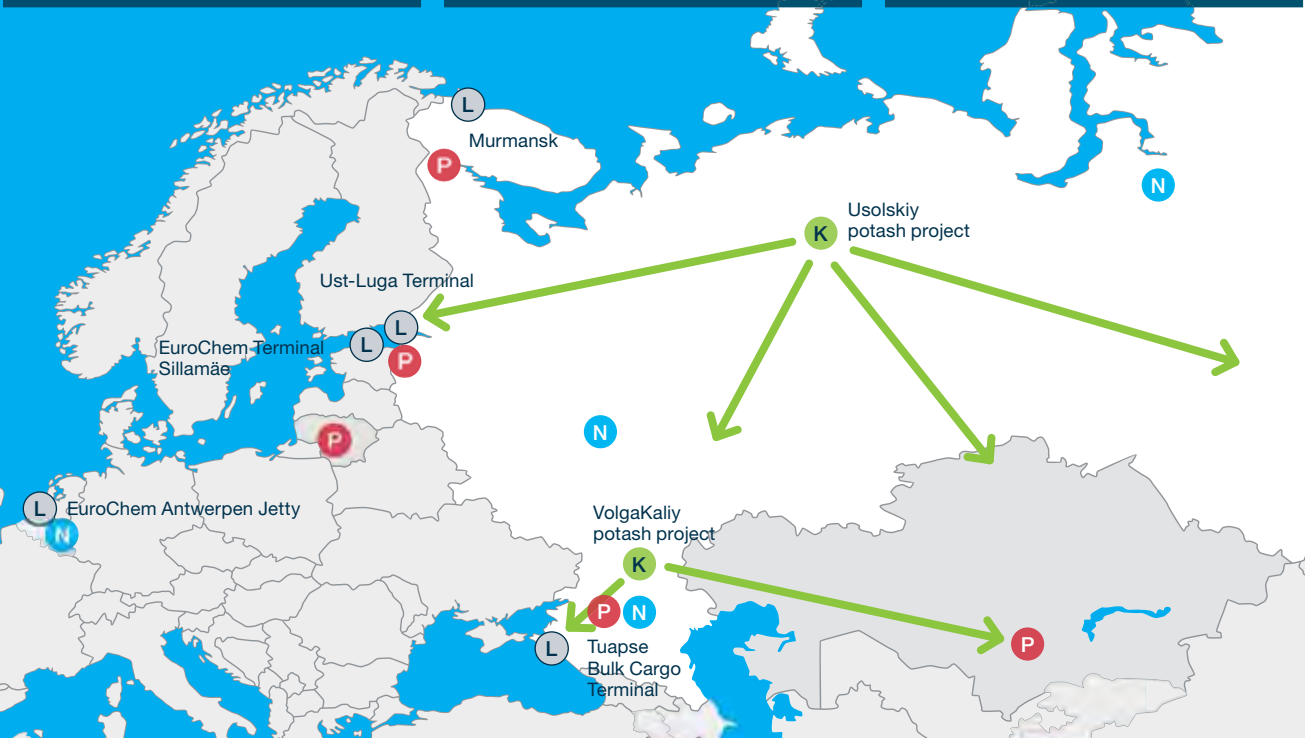 L
Murmansk
P
N
Usolskiy
potash project
K
Ust-Luga Terminal
L
L
EuroChem Terminal
Sillamäe
P
N
P
L
EuroChem Antwerpen Jetty
N
VolgaKaliy
potash project
K
P
N
L
Tuapse
Bulk Cargo
Terminal
P